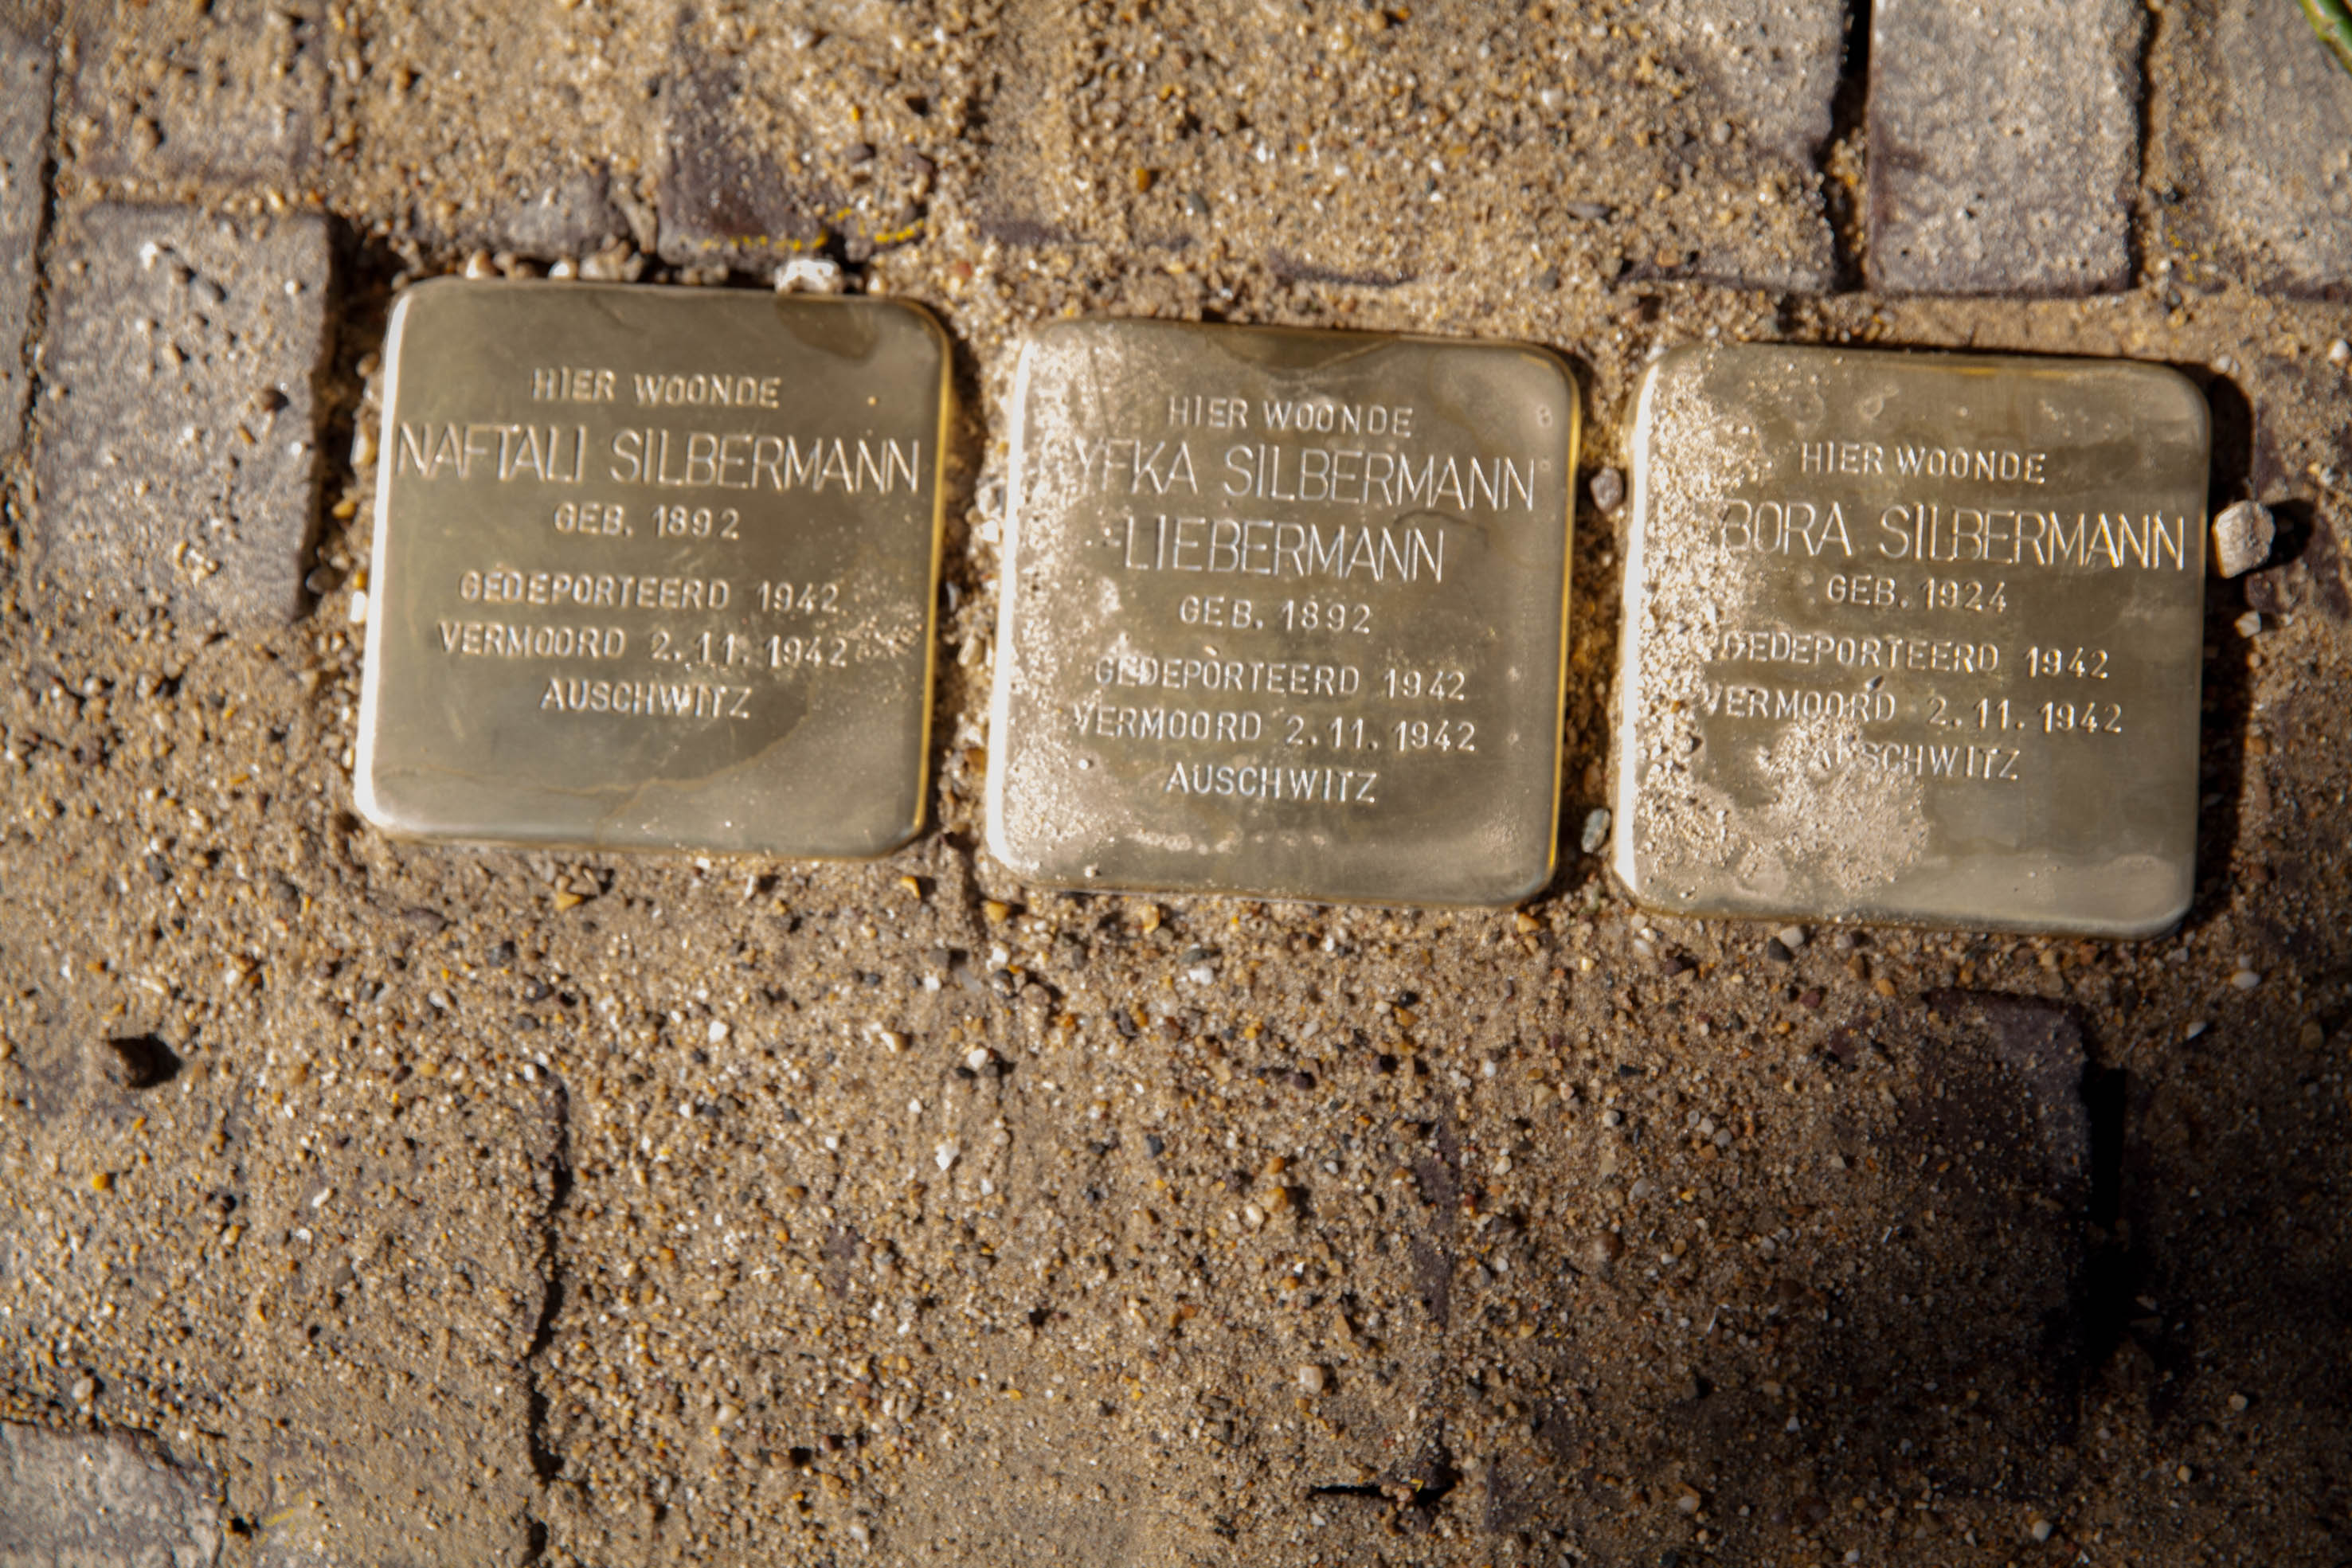 HIER WOONDE
NAFTALI SILBERMANN
GEB. 1892
GEDEPORTEERD 1942
VERMOORD 2.11.1942
AUSCHWITZ
HIER WOONDE
SILBERMANN
LIEBERMANN
GEB. 1892
GEDEPORTEERD 1942
VERMOORD 2.11.1942
AUSCHWITZ
HIER WOONDE
SILBERMANN
GEB. 1924
GEDEPORTEERD 1942
VERMOORD 2.11.1942
AUSCHWITZ